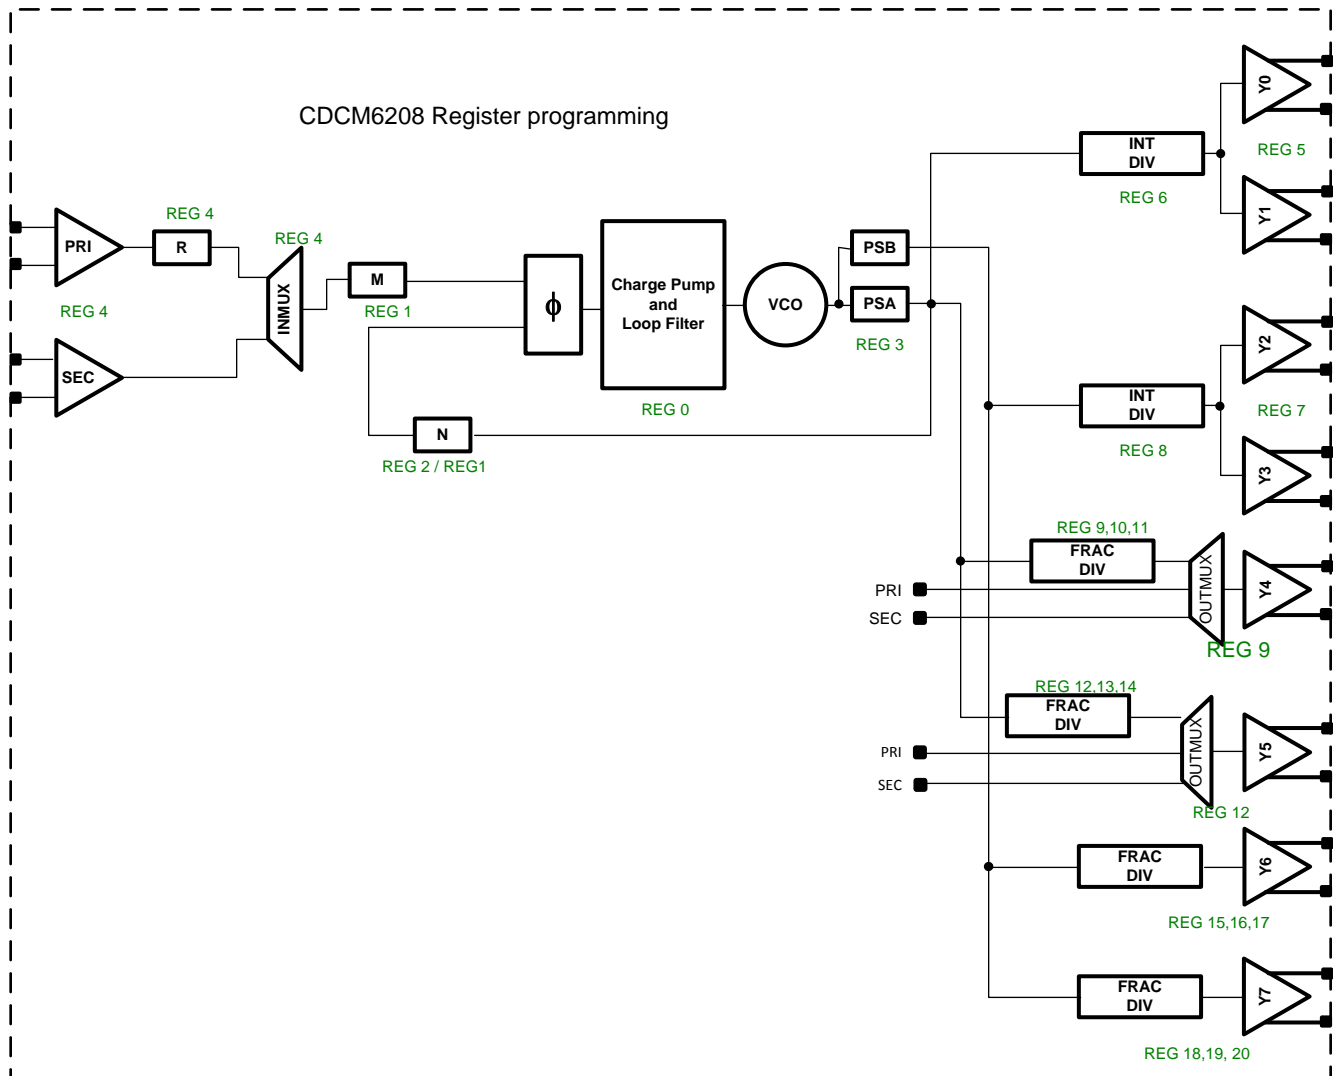 CDCM6208 Register programming
Y0
INT
DIV
REG 5
REG 6
Y1
REG 4
PRI
R
REG 4
INMUX
M
REG 4
REG 1
SEC
ϕ
Charge Pump
and
Loop Filter
REG 0
VCO
PSB
PSA
REG 3
N
REG 2 / REG1
Y2
INT
DIV
REG 7
REG 8
Y3
REG 9,10,11
FRAC
DIV
PRI
SEC
OUTMUX
Y4
REG 9
REG 12,13,14
FRAC
DIV
PRI
SEC
OUTMUX
Y5
REG 12
FRAC
DIV
Y6
REG 15,16,17
FRAC
DIV
Y7
REG 18,19, 20